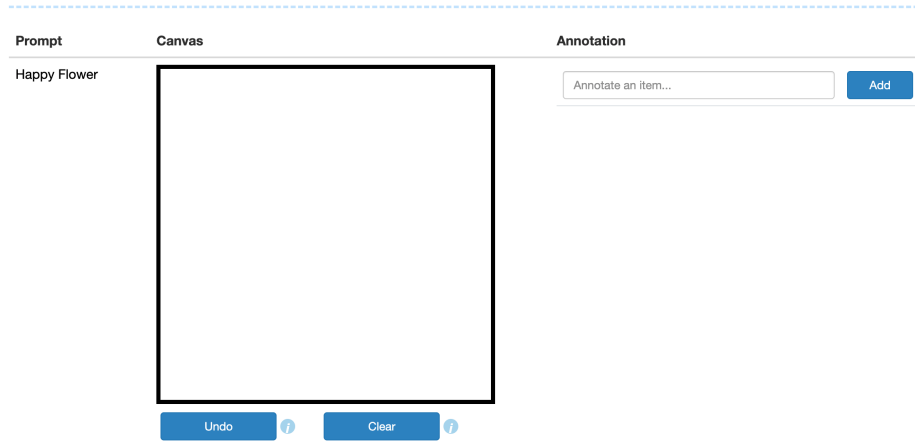 Prompt Canvas Annotation
Happy Flower
Annotate an item... Add
Undo i Clear i